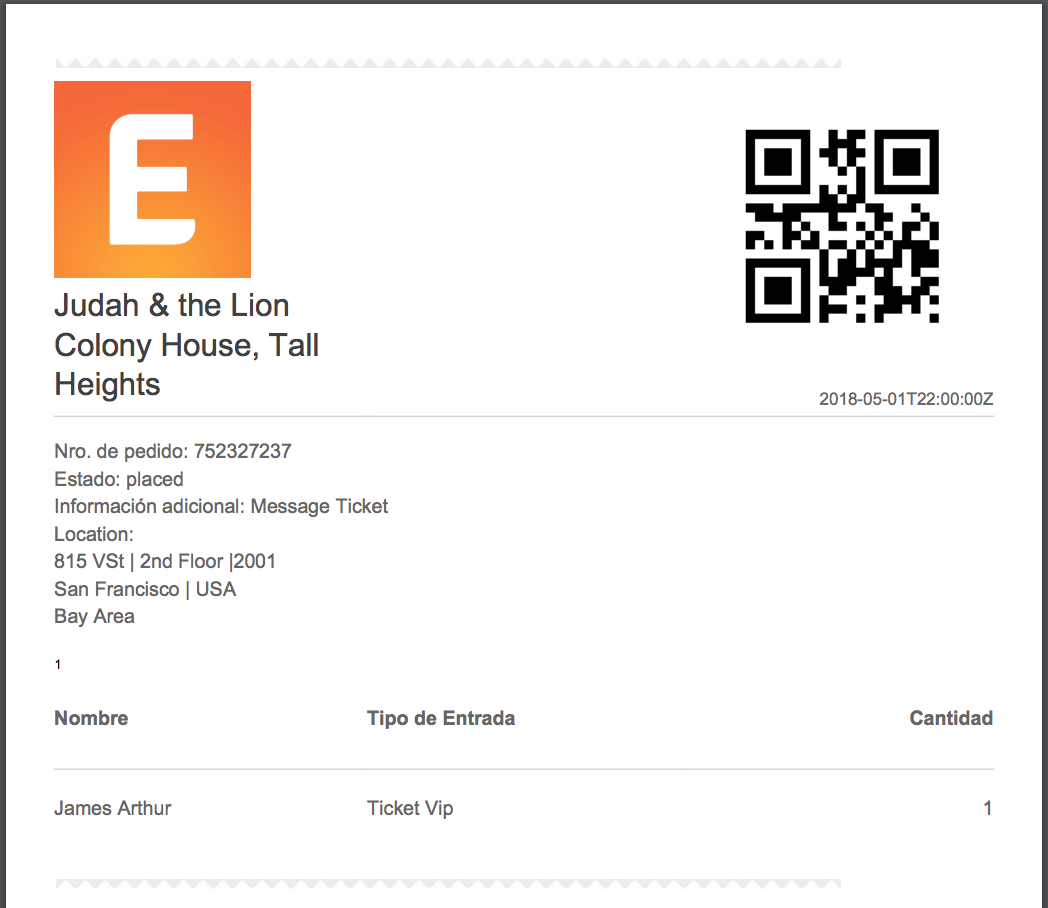 E
Judah & the Lion
Colony House, Tall
Heights
2018-05-01T22:00:00Z
Nro. de pedido: 752327237
Estado: placed
Información adicional: Message Ticket
Location:
815 VSt | 2nd Floor |2001
San Francisco | USA
Bay Area
1
Nombre Tipo de Entrada Cantidad
James Arthur Ticket Vip 1